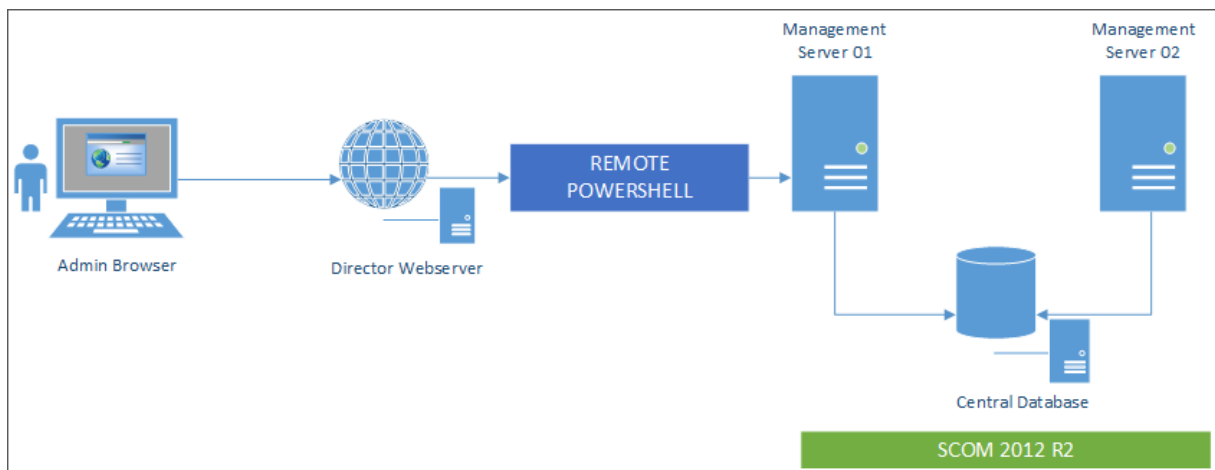 Management
Server 01
Management
Server 02
REMOTE
POWERSHELL
Admin Browser
Director Webserver
Central Database
SCOM 2012 R2